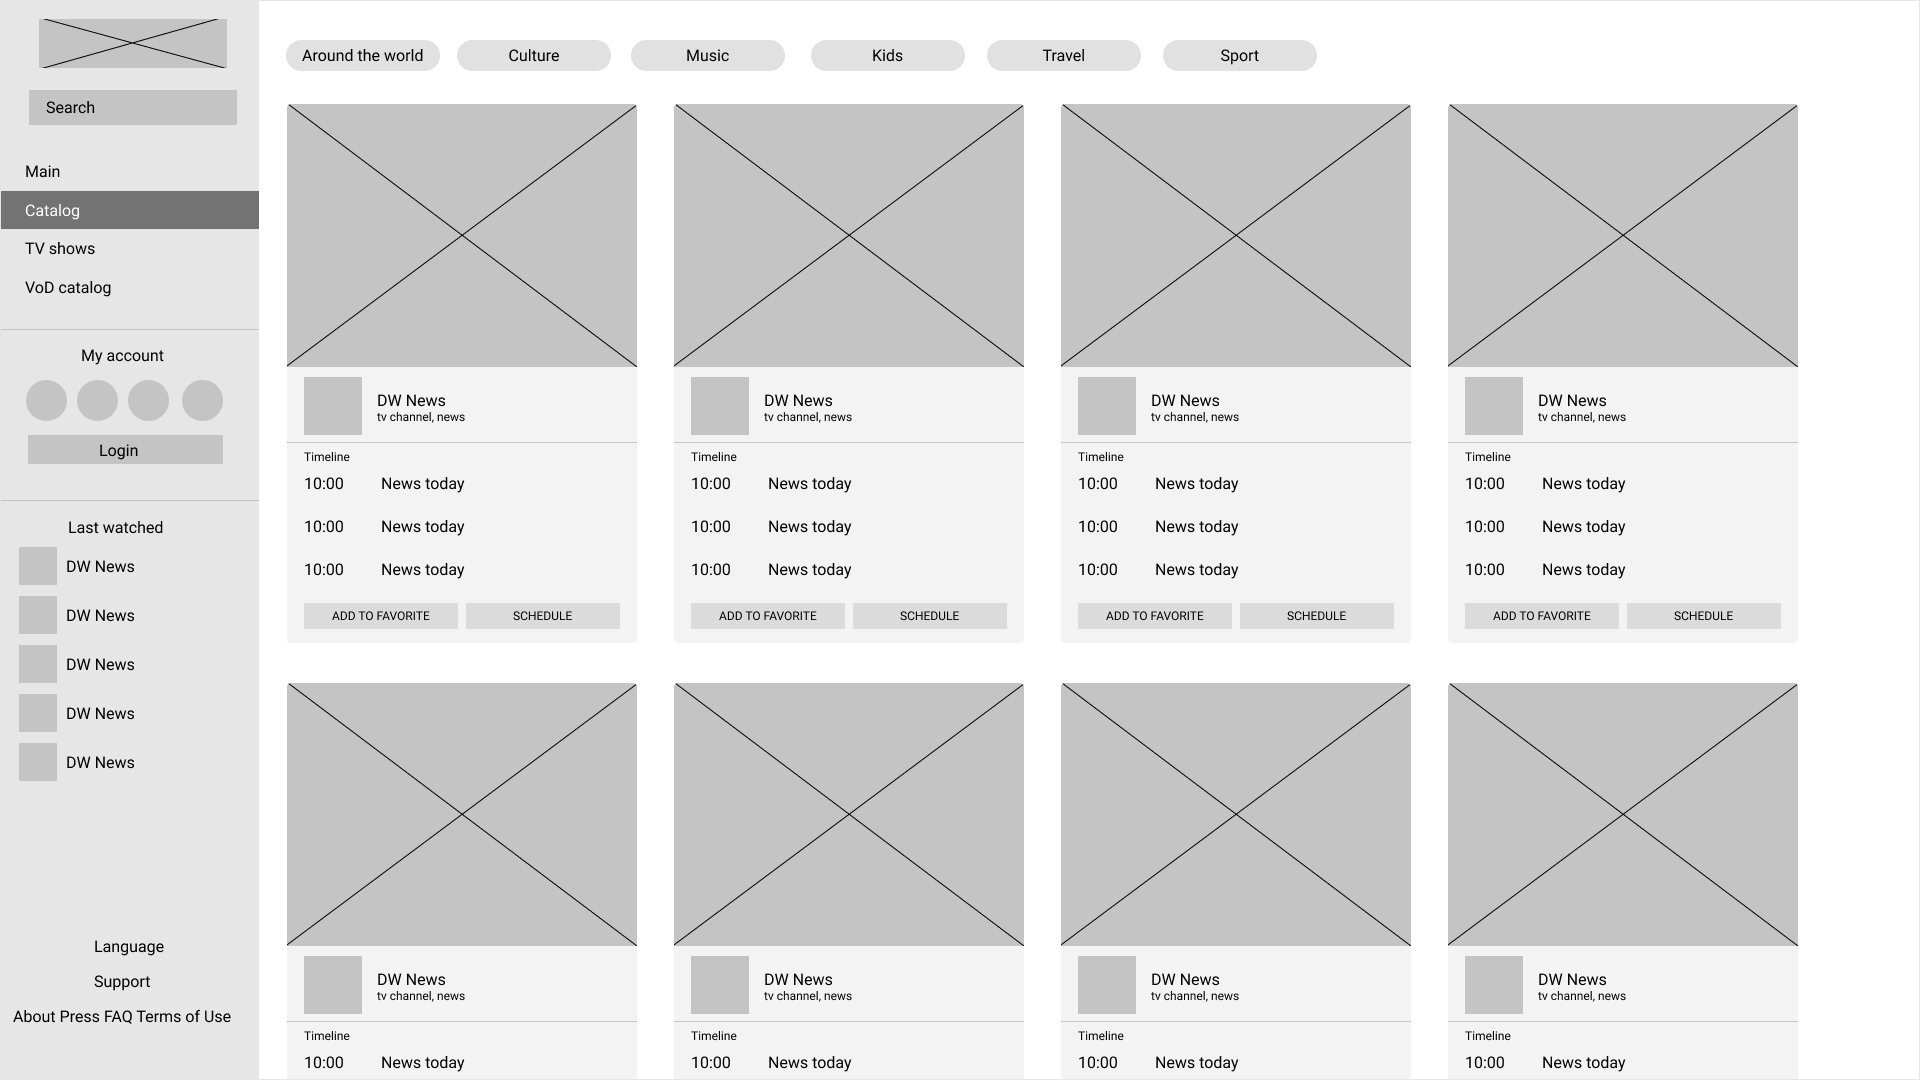 Search
Main
Catalog
TV shows
VoD catalog
My account
Login
Last watched
DW News
DW News
DW News
DW News
DW News
Language
Support
About Press FAQ Terms of Use
Around the world Culture Music Kids Travel Sport
DW News
tv channel, news
Timeline
10:00 News today
10:00 News today
10:00 News today
ADD TO FAVORITE SCHEDULE
DW News
tv channel, news
Timeline
10:00 News today
10:00 News today
10:00 News today
ADD TO FAVORITE SCHEDULE
DW News
tv channel, news
Timeline
10:00 News today
10:00 News today
10:00 News today
ADD TO FAVORITE SCHEDULE
DW News
tv channel, news
Timeline
10:00 News today
10:00 News today
10:00 News today
ADD TO FAVORITE SCHEDULE
DW News
tv channel, news
Timeline
10:00 News today
DW News
tv channel, news
Timeline
10:00 News today
DW News
tv channel, news
Timeline
10:00 News today
DW News
tv channel, news
Timeline
10:00 News today